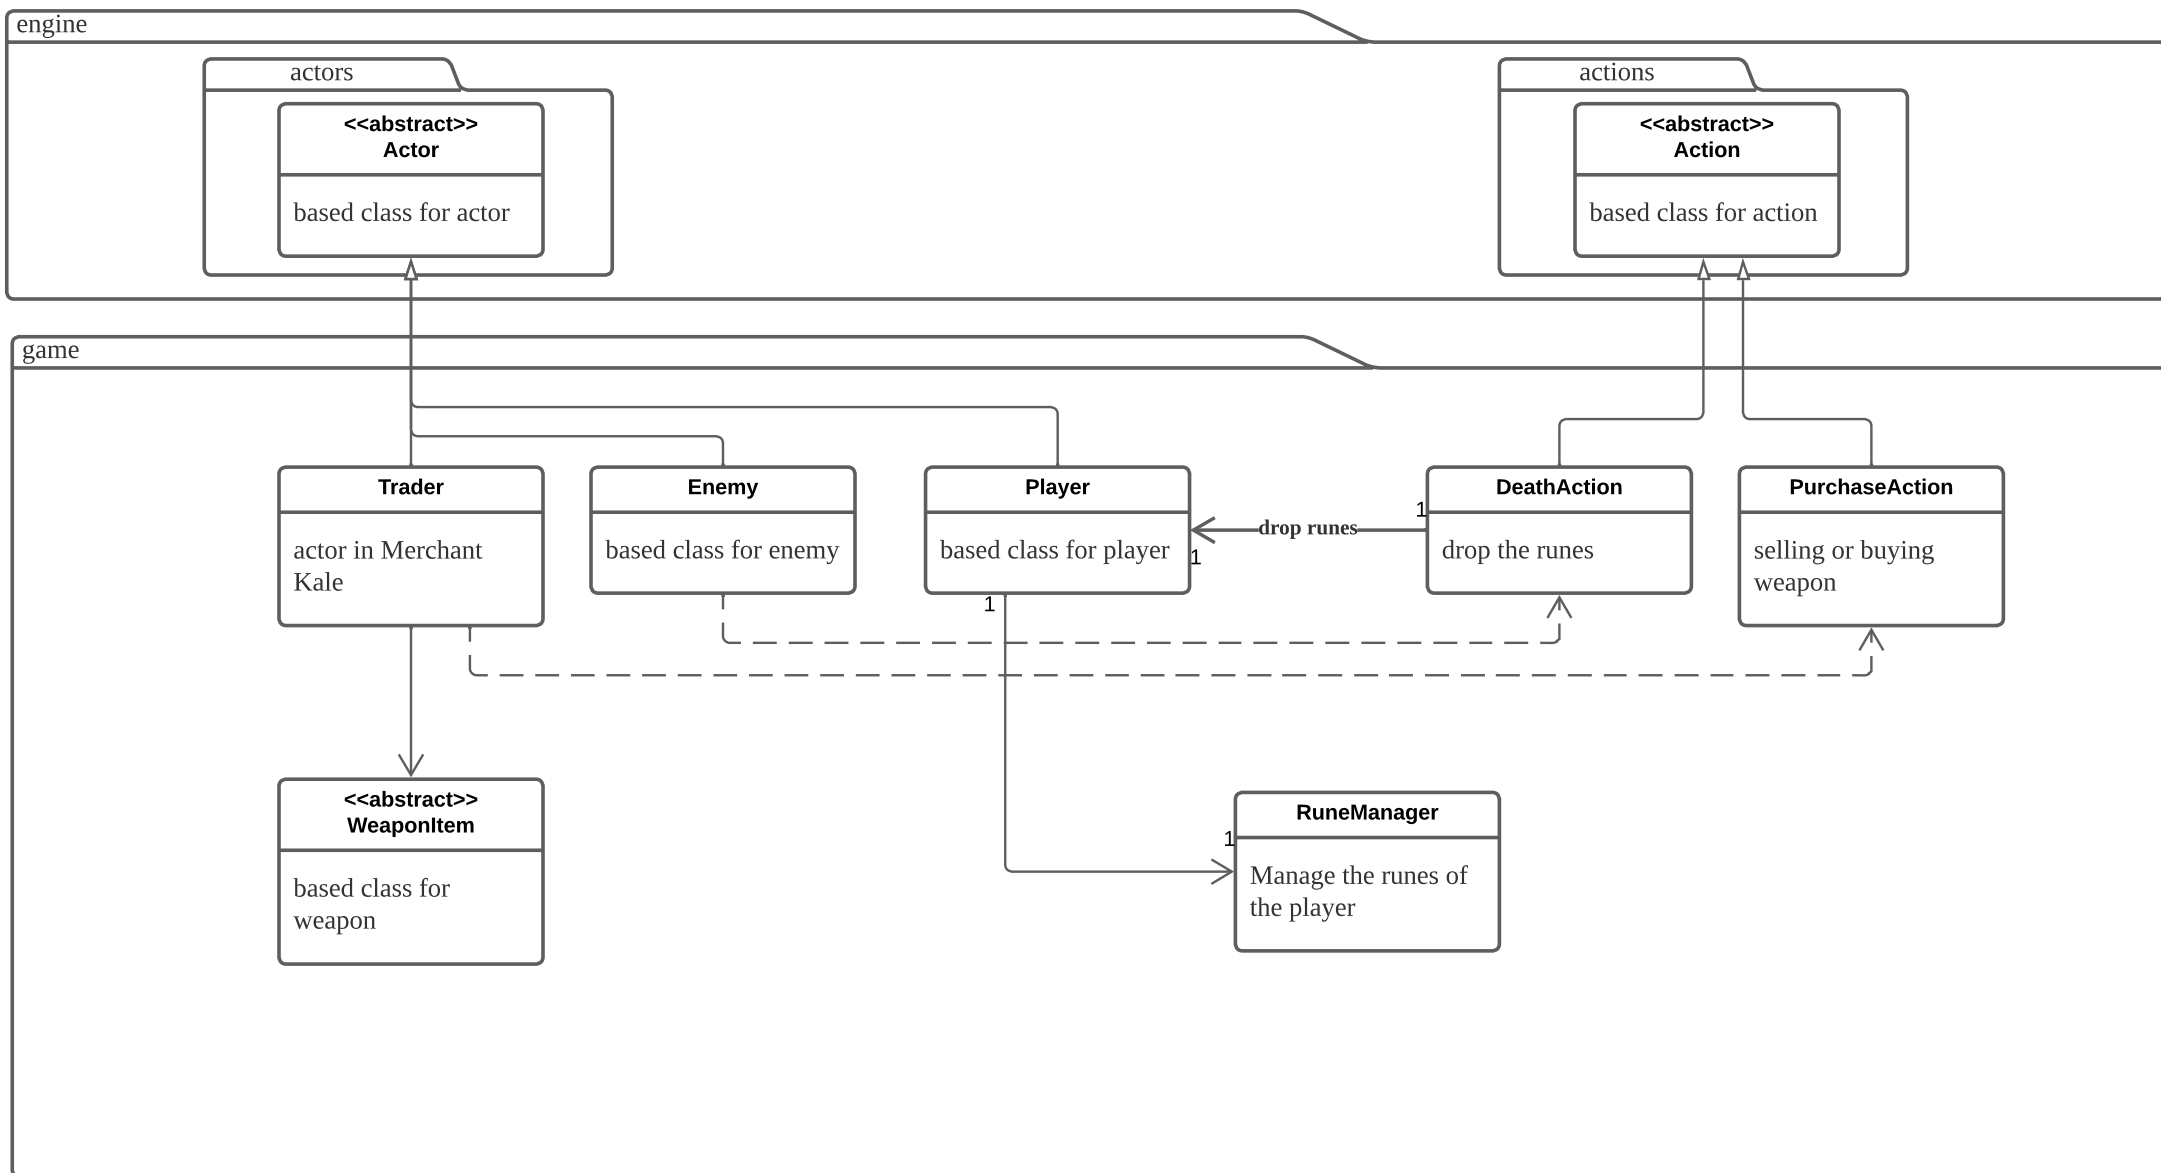 engine
actors
actions
<<abstract>>
Actor
based class for actor
<<abstract>>
Action
based class for action
game
Trader
actor in Merchant
Kale
Enemy
based class for enemy
Player
based class for player
1
drop runes
1
DeathAction
drop the runes
PurchaseAction
selling or buying
weapon
1
<<abstract>>
WeaponItem
based class for
weapon
1
RuneManager
Manage the runes of
the player